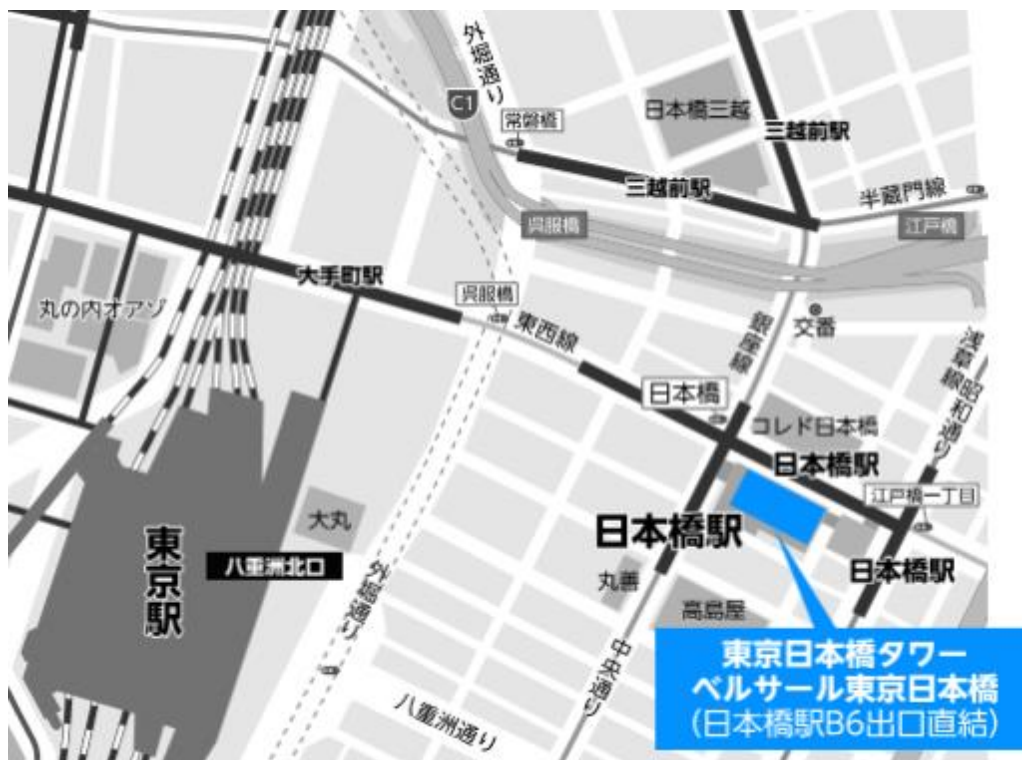 外堀通り
C1
常盤橋
日本橋三越
三越前駅
三越前駅
半蔵門線
呉服橋
江戸橋
大手町駅
丸の内オアゾ
呉服橋
東西線
銀座線
交番
浅草線
昭和通り
日本橋
コレド日本橋
日本橋駅
江戸橋一丁目
大丸
東京駅
八重洲北口
日本橋駅
日本橋駅
丸善
高島屋
外堀通り
中央通り
八重洲通り
東京日本橋タワー
ベルサール東京日本橋
(日本橋駅B6出口直結)